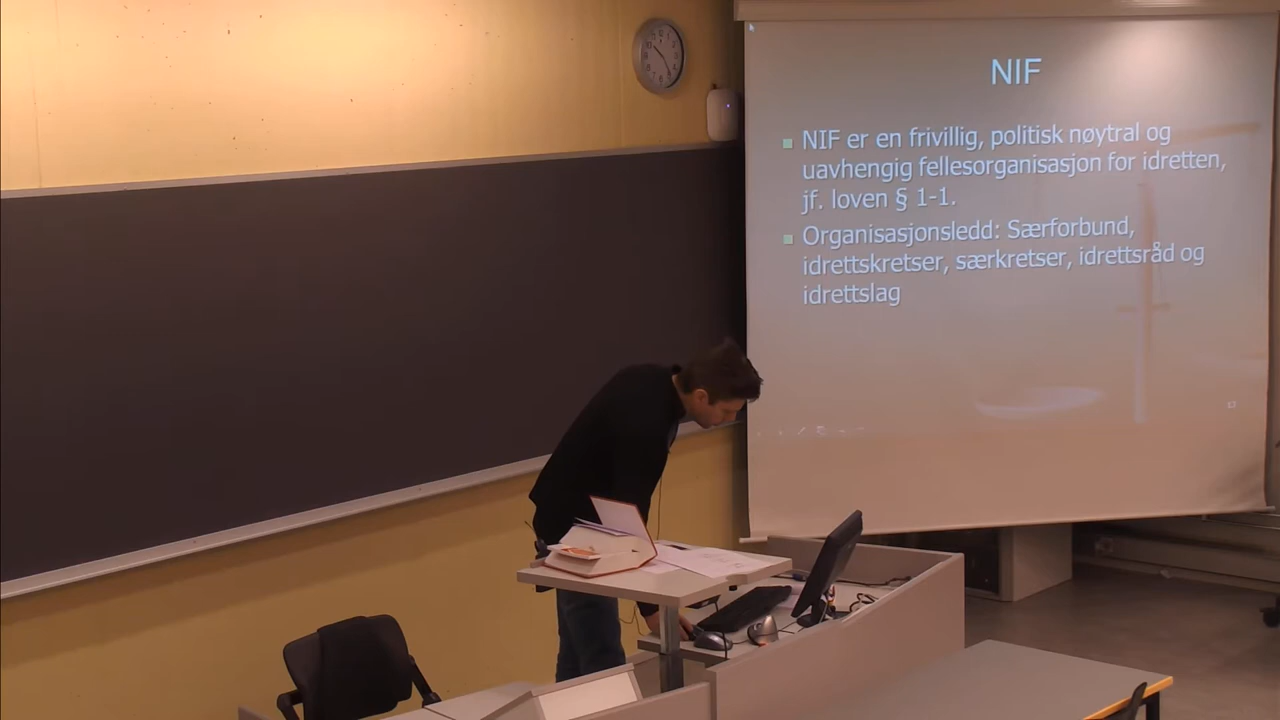 NIF
NIF er en frivillig, politisk nøytral og
uavhengig fellesorganisasjon for idretten,
jf. loven § 1-1.
Organisasjonsledd: Særforbund,
idrettskretser, særkretser, idrettsråd og
idrettslag